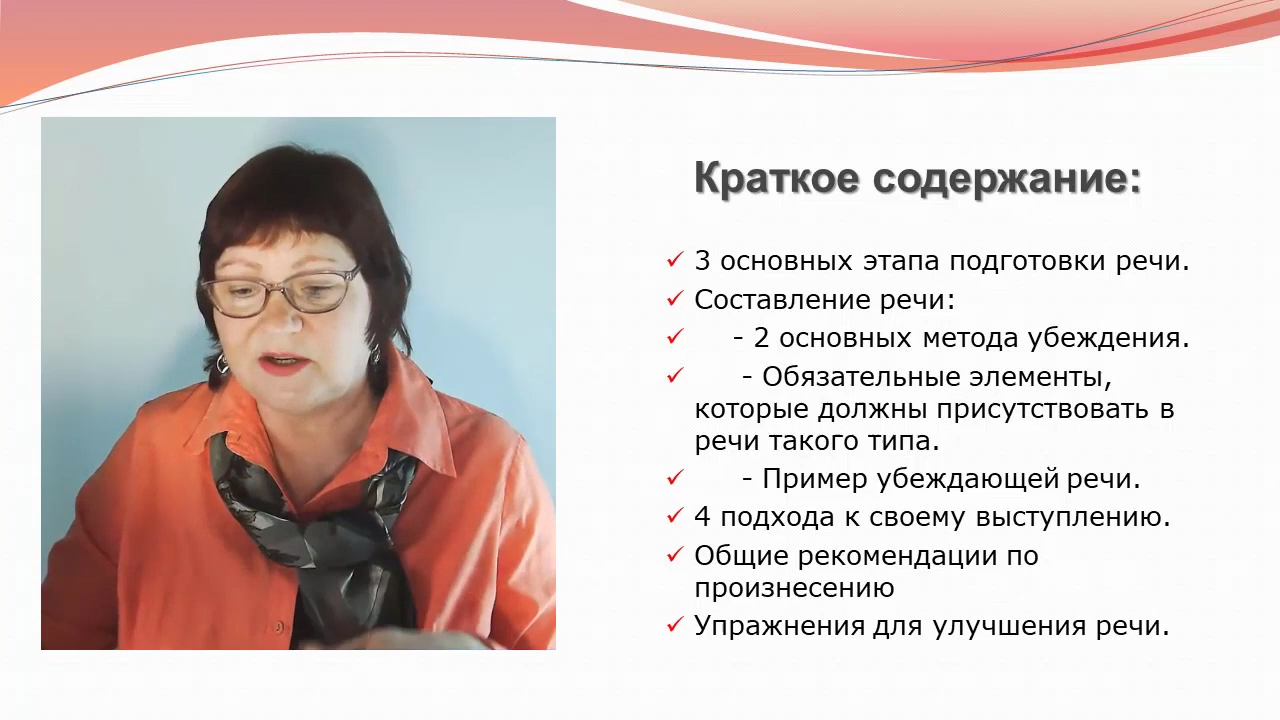 Краткое содержание:
3 основных этапа подготовки речи.
Составление речи:
- 2 основных метода убеждения.
- Обязательные элементы,
которые должны присутствовать в
речи такого типа.
- Пример убеждающей речи.
4 подхода к своему выступлению.
Общие рекомендации по
произнесению
Упражнения для улучшения речи.